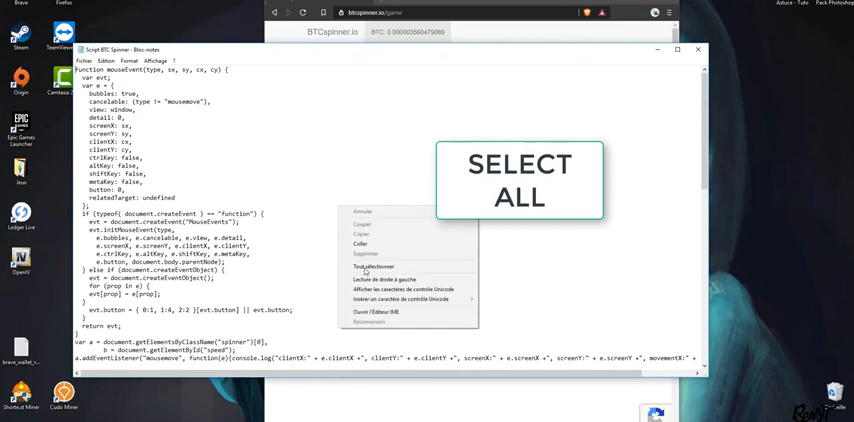 Brave
Firefox
Astuce - Tuto
Pack Photoshop
btcspinner.io/game
Steam
TeamViewer
BTCspinner.io
BTC: 0.000003560479089
Script BTC Spinner - Bloc-notes
Fichier Edition Format Affichage ?
function mouseEvent(type, sx, sy, cx, cy) {
var evt;
var e = {
bubbles: true,
cancelable: (type != "mousemove"),
view: window,
detail: 0,
screenX: sx,
screenY: sy,
clientX: cx,
clientY: cy,
ctrlKey: false,
altKey: false,
shiftKey: false,
metaKey: false,
button: 0,
relatedTarget: undefined
};
if (typeof( document.createEvent ) == "function") {
evt = document.createEvent("MouseEvents");
evt.initMouseEvent(type,
e.bubbles, e.cancelable, e.view, e.detail,
e.screenX, e.screenY, e.clientX, e.clientY,
e.ctrlKey, e.altKey, e.shiftKey, e.metaKey,
e.button, document.body.parentNode);
} else if (document.createEventObject) {
evt = document.createEventObject();
for (prop in e) {
evt[prop] = e[prop];
}
evt.button = { 0:1, 1:4, 2:2 }[evt.button] || evt.button;
}
return evt;
}
var a = document.getElementsByClassName("spinner")[0],
b = document.getElementById("speed");
a.addEventListener("mousemove", function(e){console.log("clientX:" + e.clientX +", clientY:" + e.clientY +", screenX:" + e.screenX +", screenY:" + e.screenY +", movementX:" +
SELECT
ALL
Annuler
Couper
Copier
Coller
Supprimer
Tout sélectionner
Lecture de droite à gauche
Afficher les caractères de contrôle Unicode
Insérer un caractère de contrôle Unicode
Ouvrir l'Éditeur IME
Reconversion
Origin
Camtasia 2
Epic Games
Launcher
Jeux
Ledger Live
OpenIV
brave_wallet_r...
Shorte.st Miner
Cudo Miner